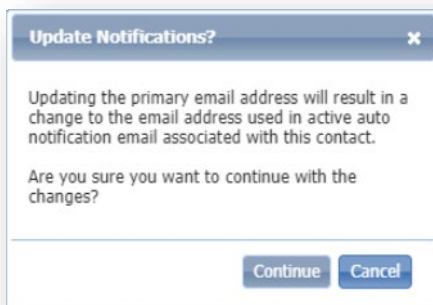 Update Notifications?
Updating the primary email address will result in a
change to the email address used in active auto
notification email associated with this contact.
Are you sure you want to continue with the
changes?
Continue Cancel